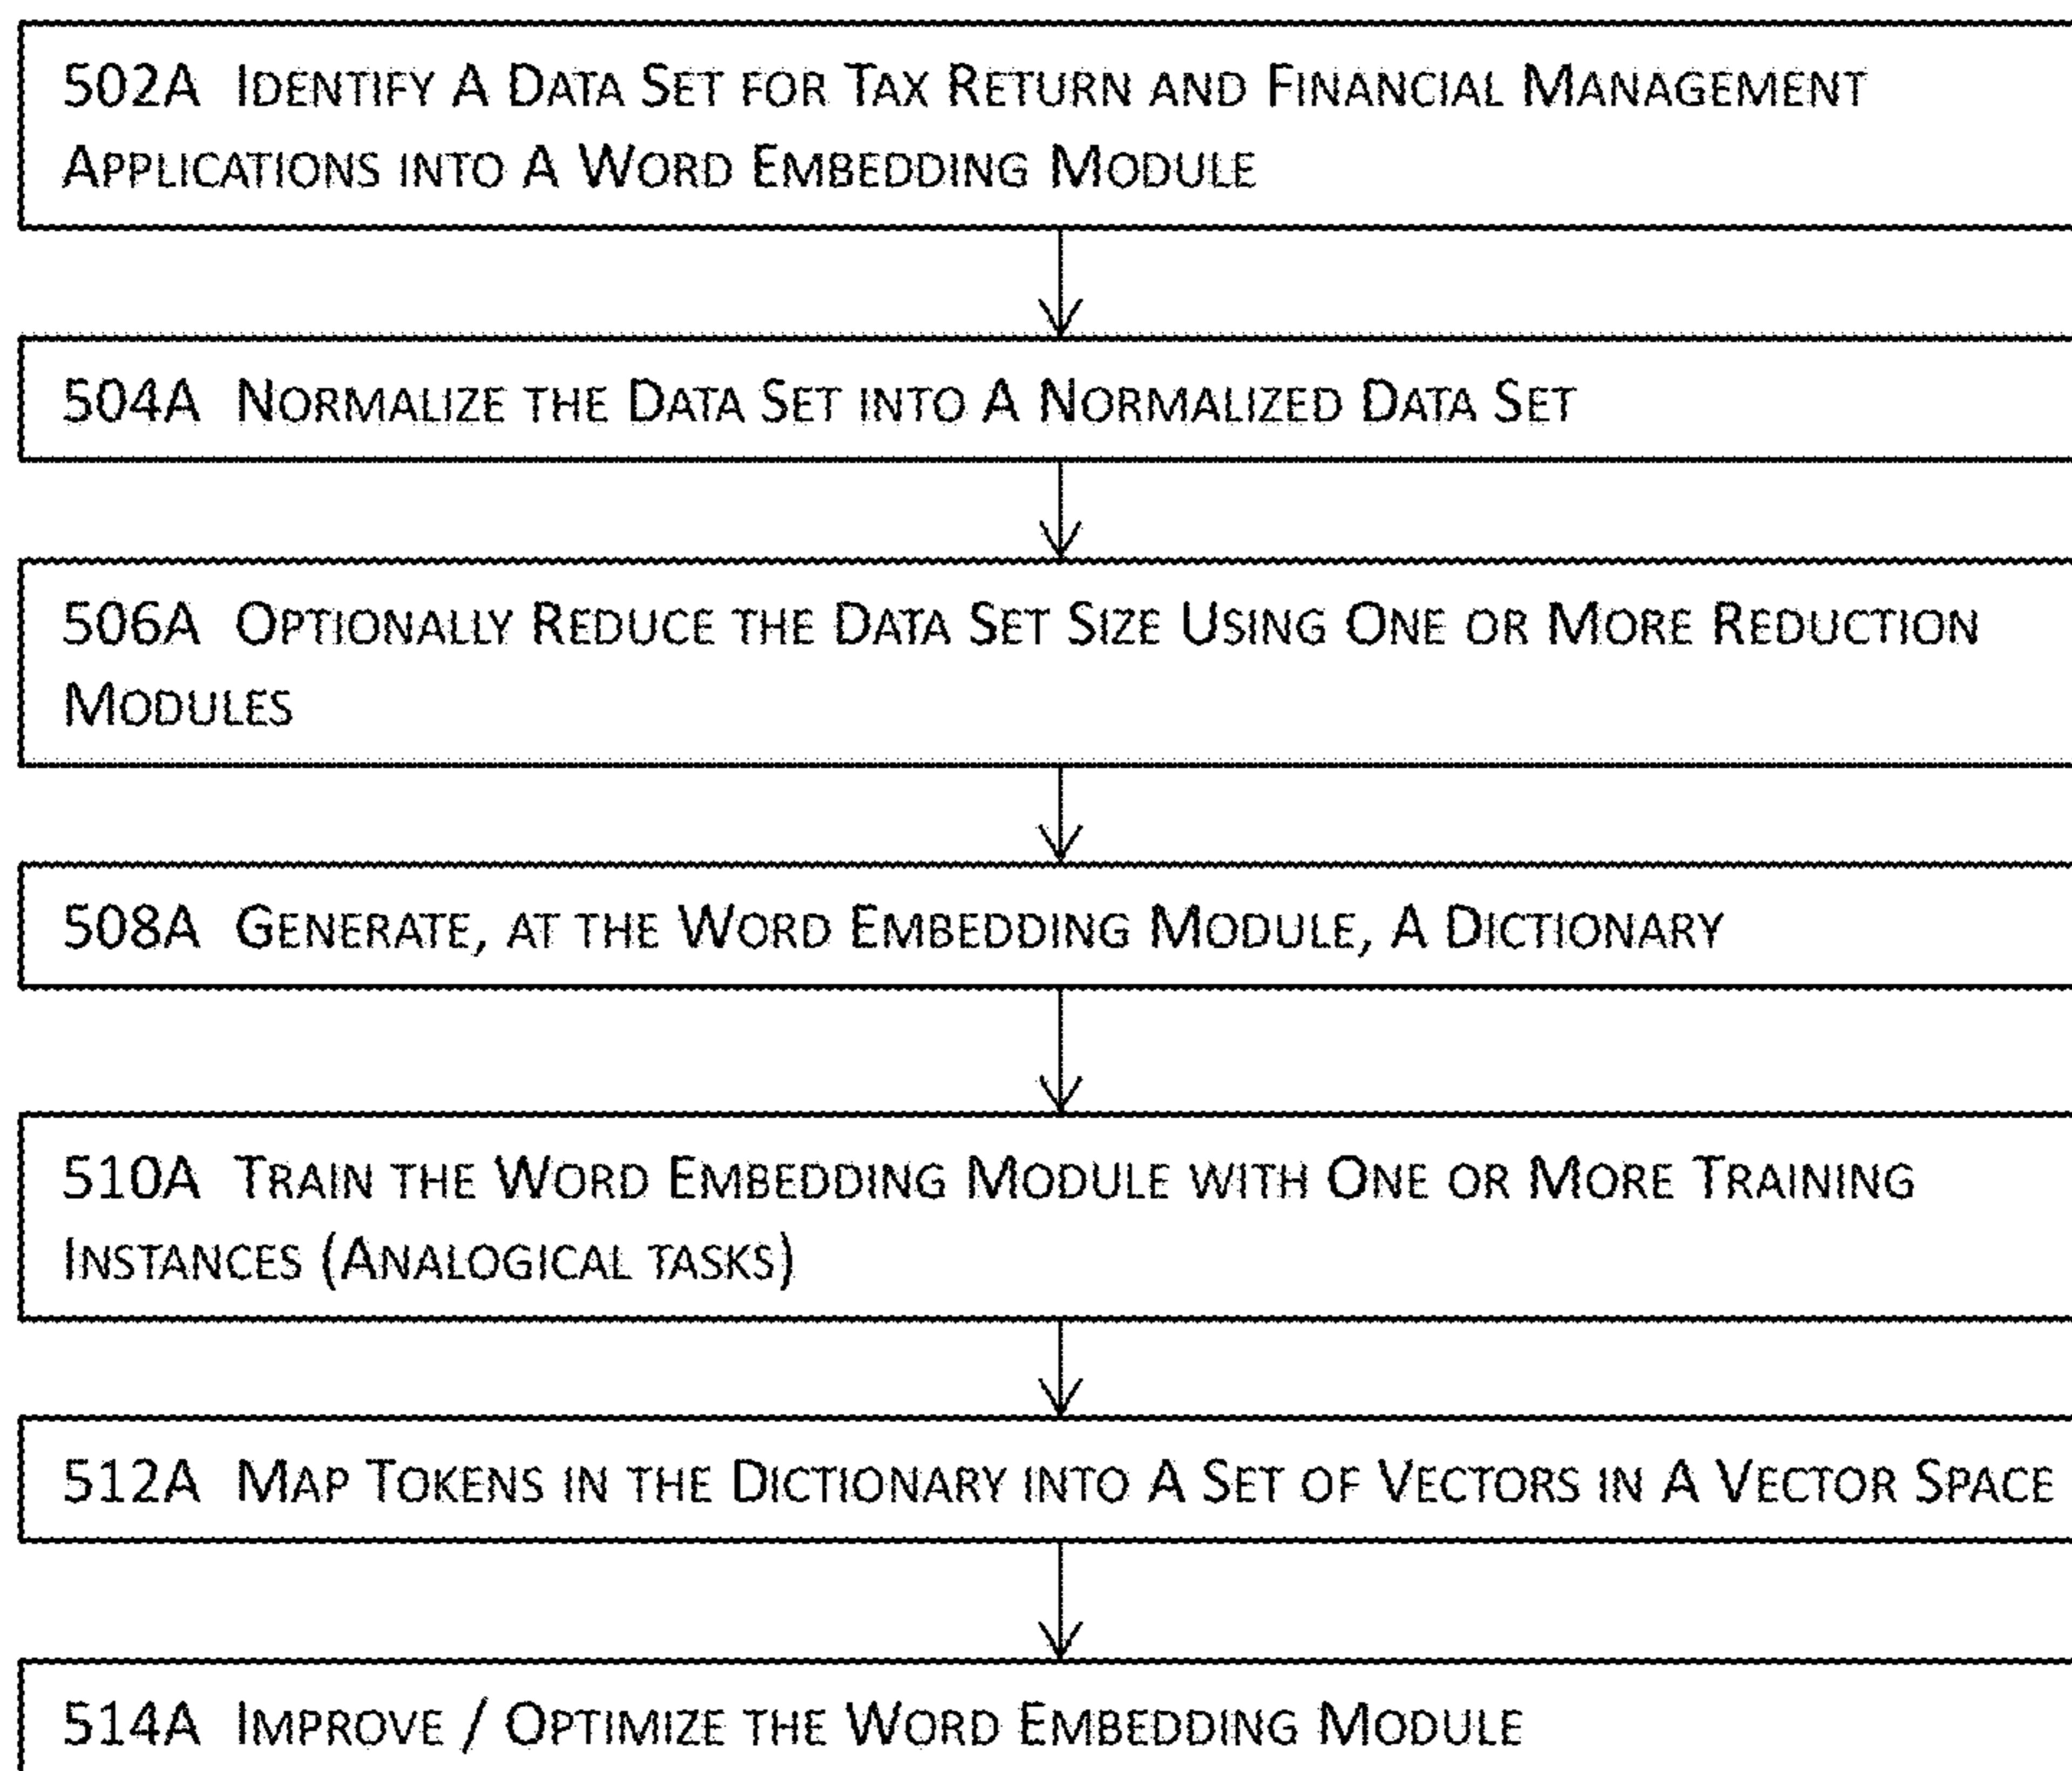 502A IDENTIFY A DATA SET FOR TAX RETURN AND FINANCIAL MANAGEMENT
APPLICATIONS INTO A WORD EMBEDDING MODULE
504A NORMALIZE THE DATA SET INTO A NORMALIZED DATA SET
506A OPTIONALLY REDUCE THE DATA SET SIZE USING ONE OR MORE REDUCTION
MODULES
508A GENERATE, AT THE WORD EMBEDDING MODULE, A DICTIONARY
510A TRAIN THE WORD EMBEDDING MODULE WITH ONE OR MORE TRAINING
INSTANCES (ANALOGICAL TASKS)
512A MAP TOKENS IN THE DICTIONARY INTO A SET OF VECTORS IN A VECTOR SPACE
514A IMPROVE / OPTIMIZE THE WORD EMBEDDING MODULE